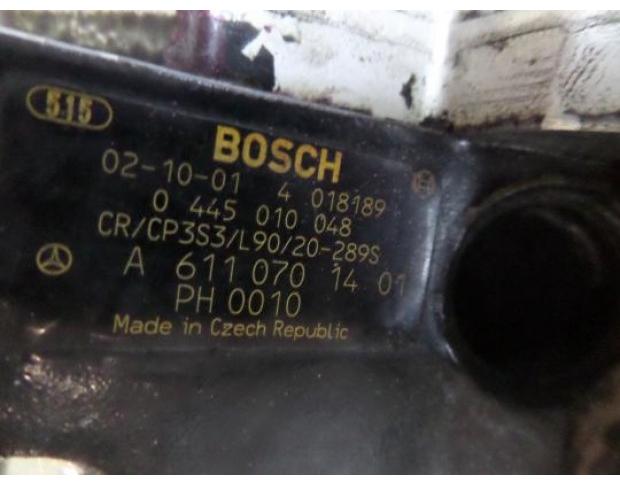 515
BOSCH
02-10-01 4 018189
0 445 010 048
CR/CP3S3/L90/20-289S
A 611 070 14 01
PH 0010
Made in Czech Republic